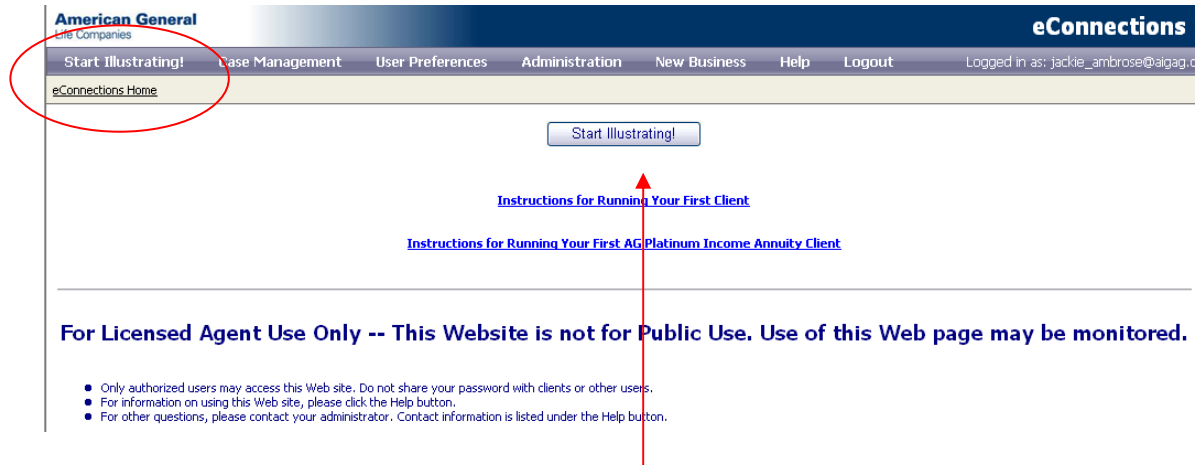 American General
Life Companies
eConnections
Start Illustrating! Case Management User Preferences Administration New Business Help Logout Logged in as: jackie_ambrose@aigag.c
eConnections Home
Start Illustrating!
Instructions for Running Your First Client
Instructions for Running Your First AG Platinum Income Annuity Client
For Licensed Agent Use Only -- This Website is not for Public Use. Use of this Web page may be monitored.
• Only authorized users may access this Web site. Do not share your password with clients or other users.
• For information on using this Web site, please click the Help button.
• For other questions, please contact your administrator. Contact information is listed under the Help button.